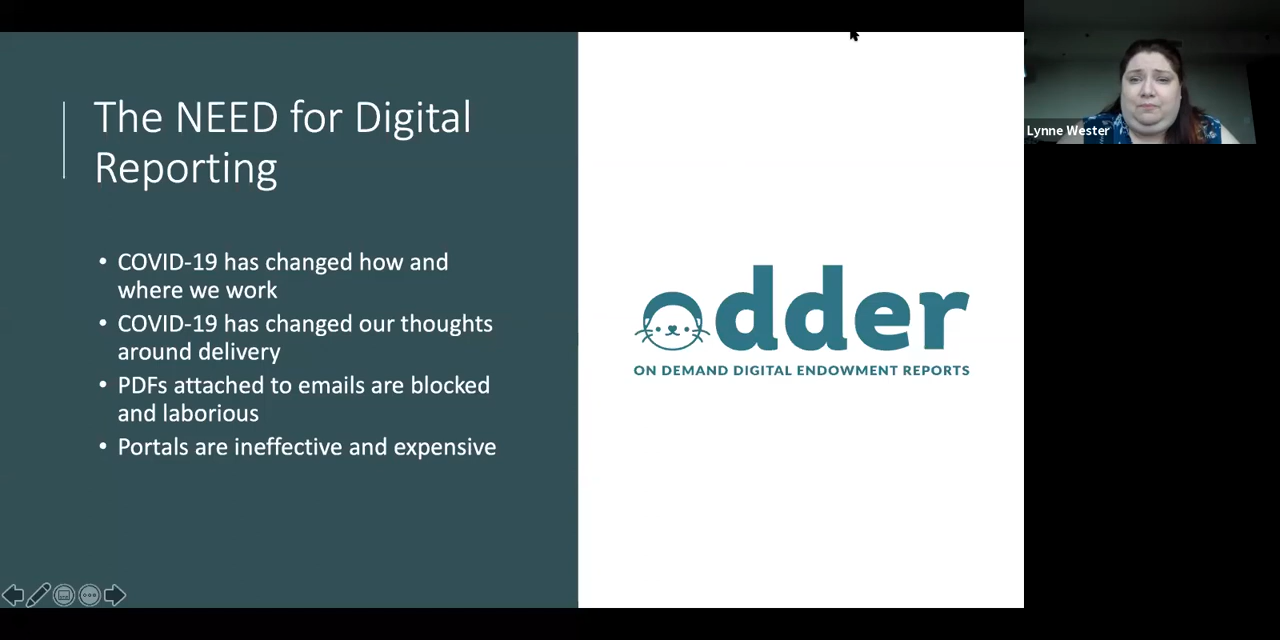 The NEED for Digital
Reporting
• COVID-19 has changed how and
where we work
• COVID-19 has changed our thoughts
around delivery
• PDFs attached to emails are blocked
and laborious
• Portals are ineffective and expensive
odder
ON DEMAND DIGITAL ENDOWMENT REPORTS
Lynne Wester